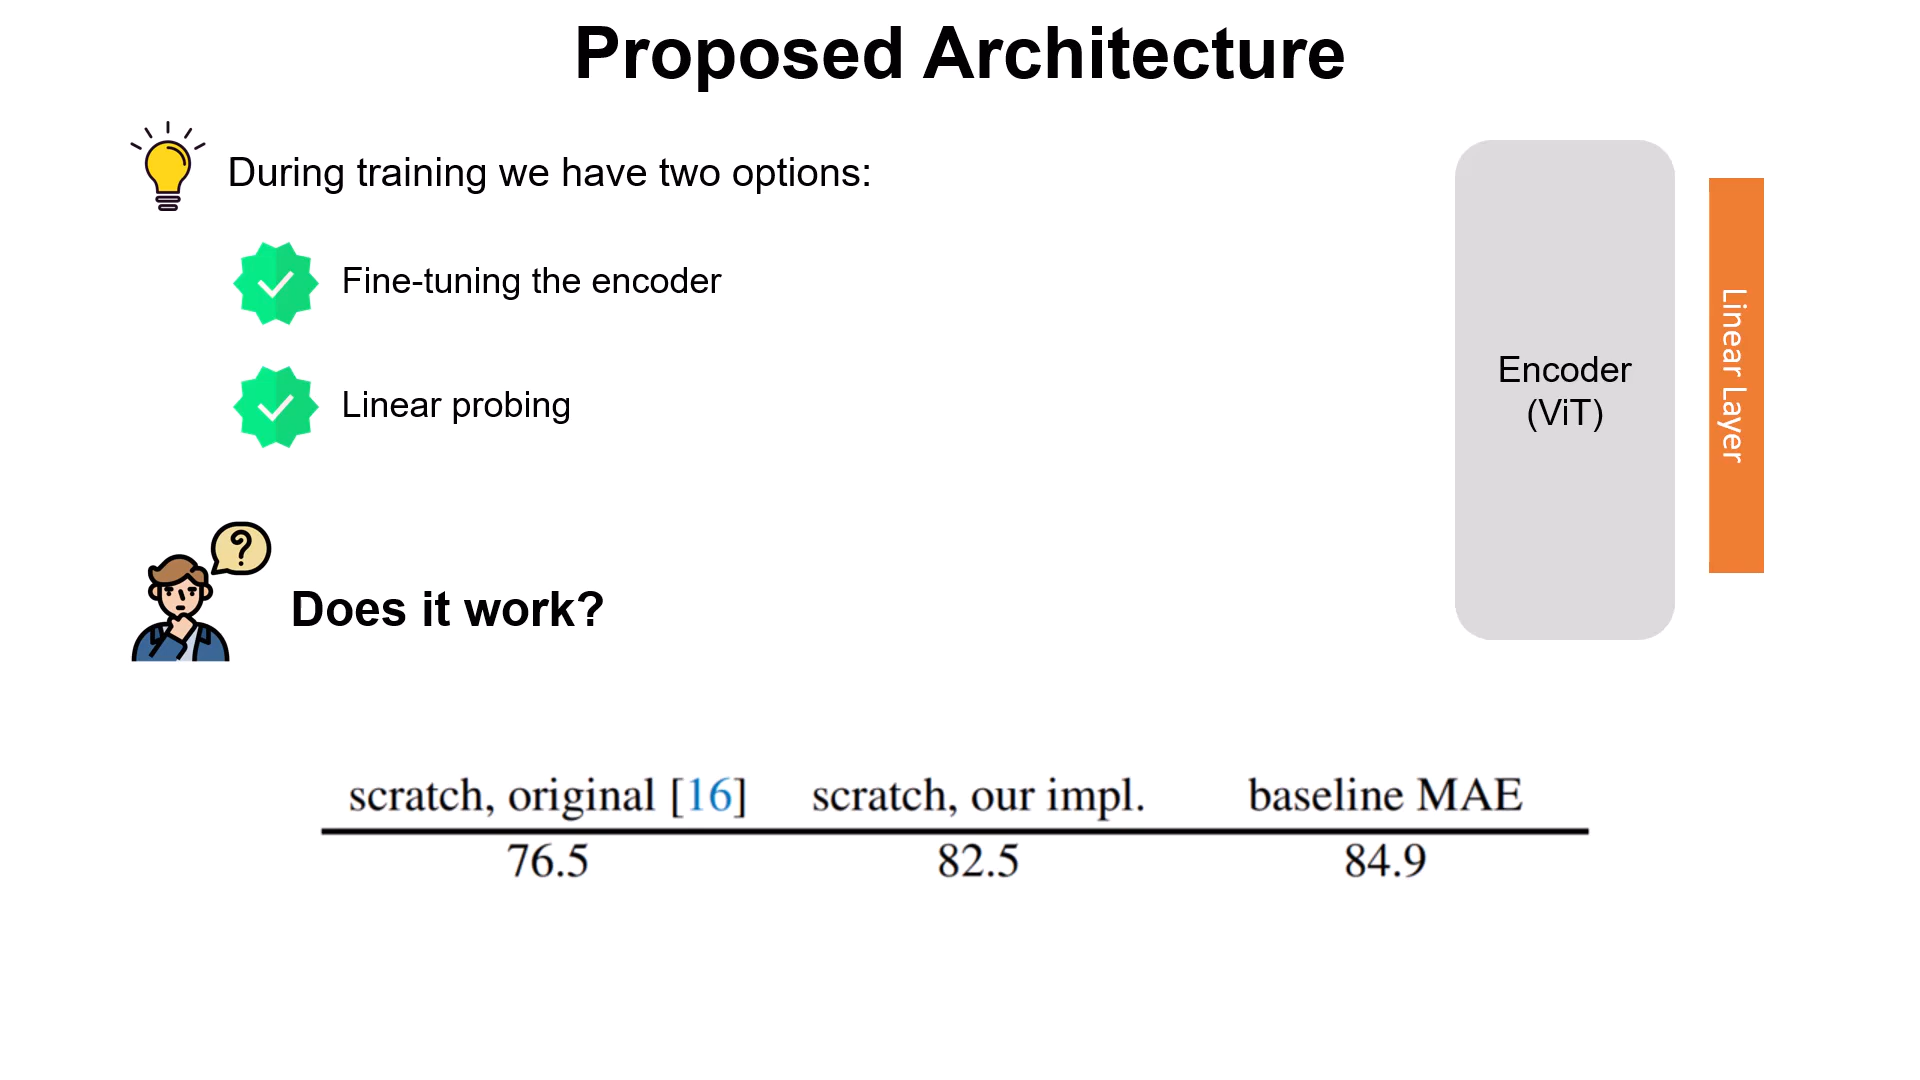 Proposed Architecture
During training we have two options:
Fine-tuning the encoder
Linear probing
Encoder
(ViT)
Linear Layer
?
Does it work?
scratch, original [16] scratch, our impl. baseline MAE
76.5 82.5 84.9